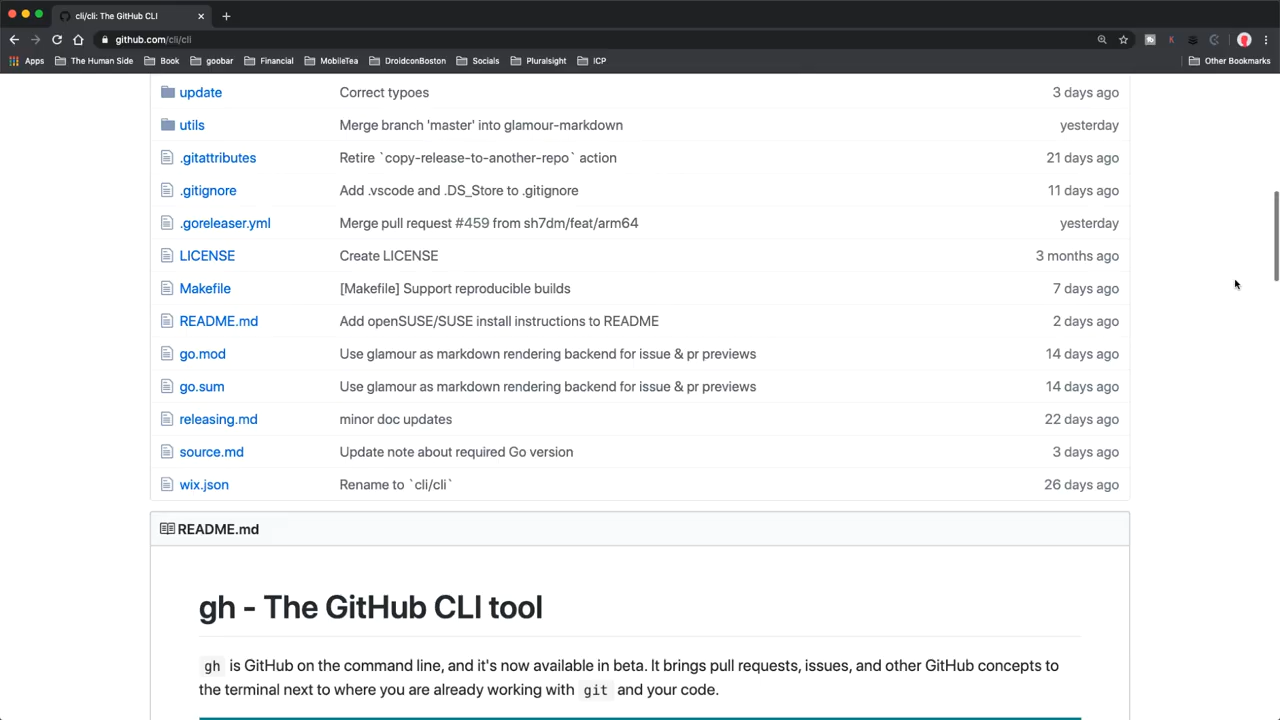 cli/cli: The GitHub CLI
github.com/cli/cli
Apps The Human Side Book goobar Financial MobileTea DroidconBoston Socials Pluralsight ICP Other Bookmarks
update Correct typoes 3 days ago
utils Merge branch 'master' into glamour-markdown yesterday
.gitattributes Retire `copy-release-to-another-repo` action 21 days ago
.gitignore Add .vscode and .DS_Store to .gitignore 11 days ago
.goreleaser.yml Merge pull request #459 from sh7dm/feat/arm64 yesterday
LICENSE Create LICENSE 3 months ago
Makefile [Makefile] Support reproducible builds 7 days ago
README.md Add openSUSE/SUSE install instructions to README 2 days ago
go.mod Use glamour as markdown rendering backend for issue & pr previews 14 days ago
go.sum Use glamour as markdown rendering backend for issue & pr previews 14 days ago
releasing.md minor doc updates 22 days ago
source.md Update note about required Go version 3 days ago
wix.json Rename to `cli/cli` 26 days ago
README.md
gh - The GitHub CLI tool
gh is GitHub on the command line, and it's now available in beta. It brings pull requests, issues, and other GitHub concepts to
the terminal next to where you are already working with git and your code.